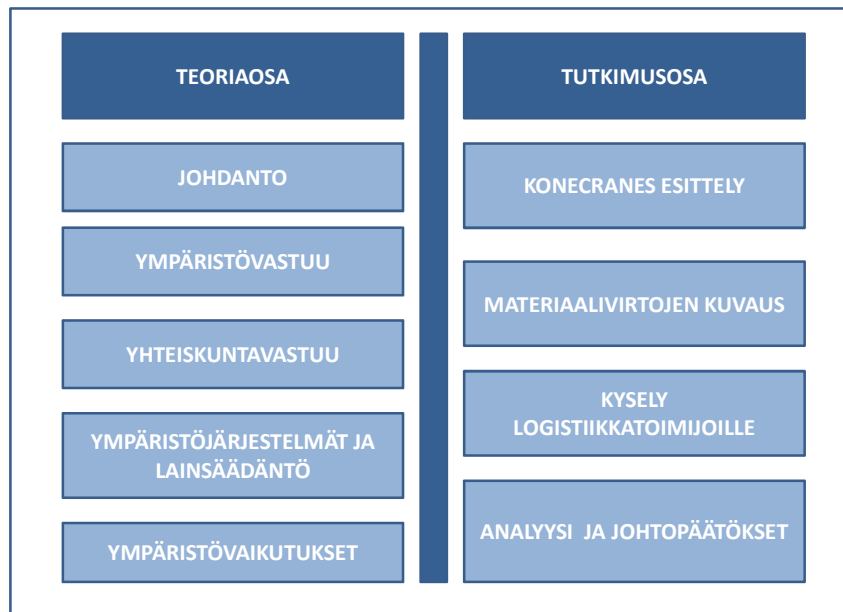 TEORIAOSA
JOHDANTO
YMPÄRISTÖVASTUU
YHTEISKUNTAVASTUU
YMPÄRISTÖJÄRJESTELMÄT JA
LAINSÄÄDÄNTÖ
YMPÄRISTÖVAIKUTUKSET
TUTKIMUSOSA
KONECRANES ESITTELY
MATERIAALIVIRTOJEN KUVAUS
KYSELY
LOGISTIIKKATOIMIJOILLE
ANALYYSI JA JOHTOPÄÄTÖKSET